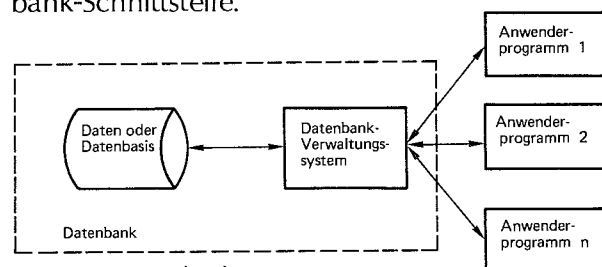 bank-Schnittstelle.
Anwender-
programm 1
Daten oder
Datenbasis
Datenbank-
Verwaltungs-
system
Anwender-
programm 2
Datenbank
Anwender-
programm n